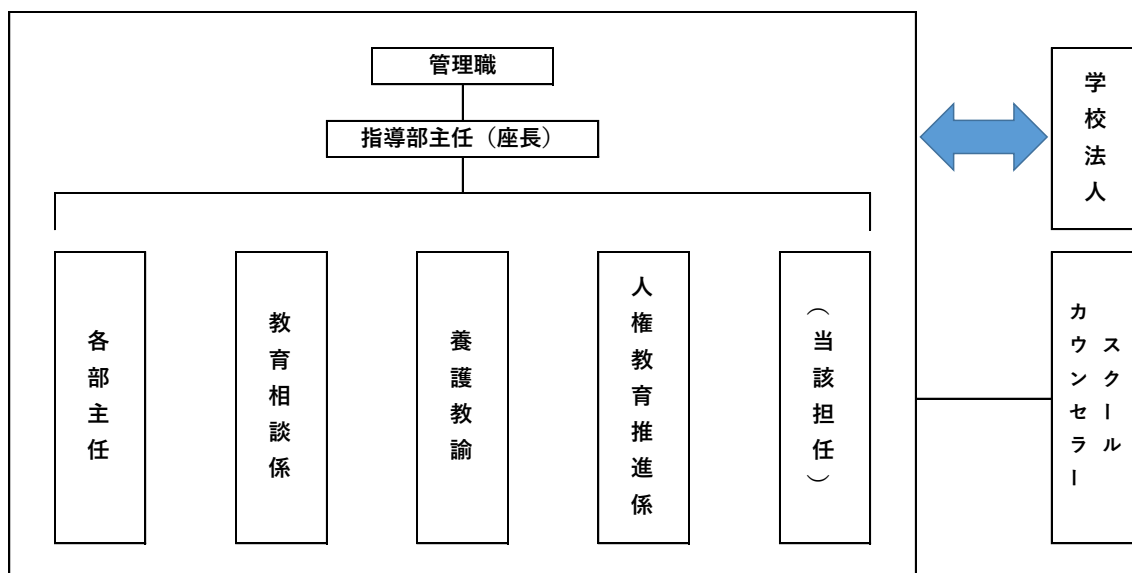 管理職
指導部主任（座長）
各部主任
教育相談係
養護教諭
人権教育推進係
（当該担任）
学校法人
スクール
カウンセラー